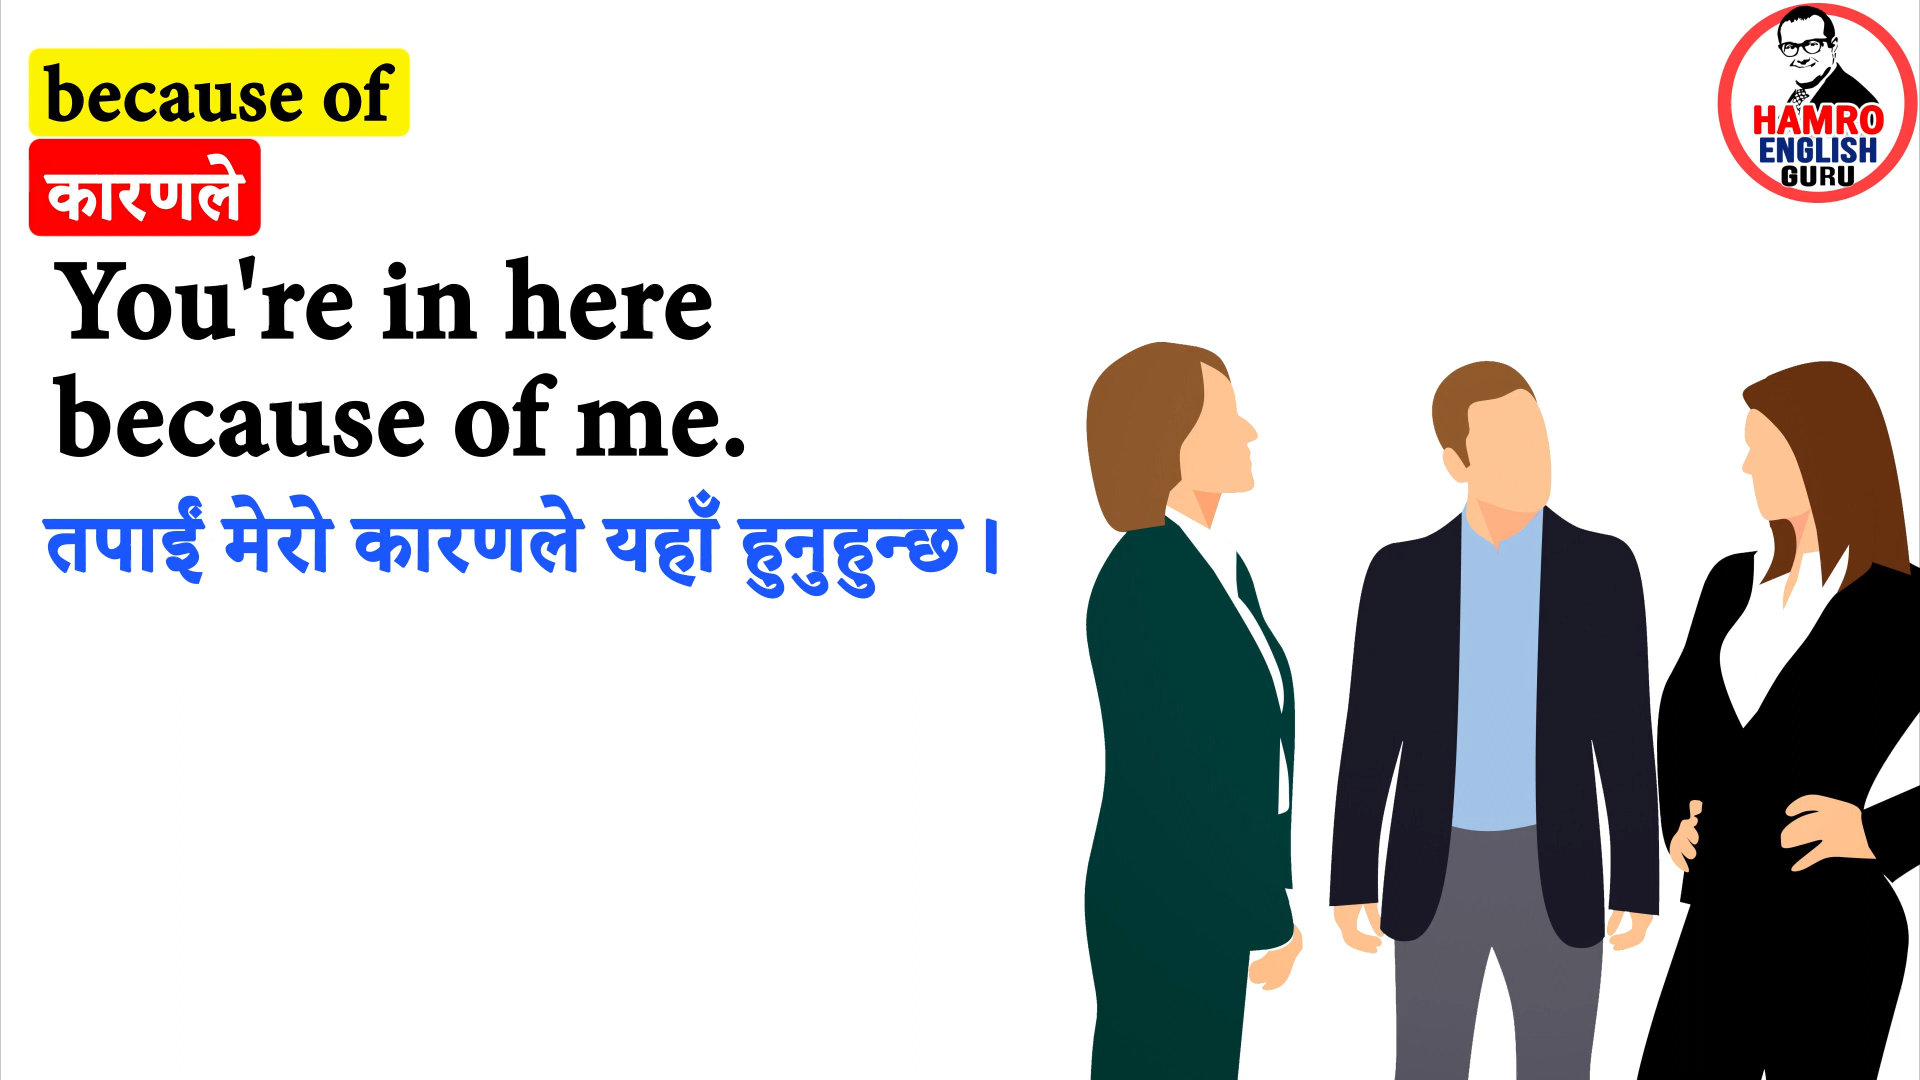 because of
कारणले
You're in here
because of me.
तपाईं मेरो कारणले यहाँ हुनुहुन्छ।
HAMRO
ENGLISH
GURU